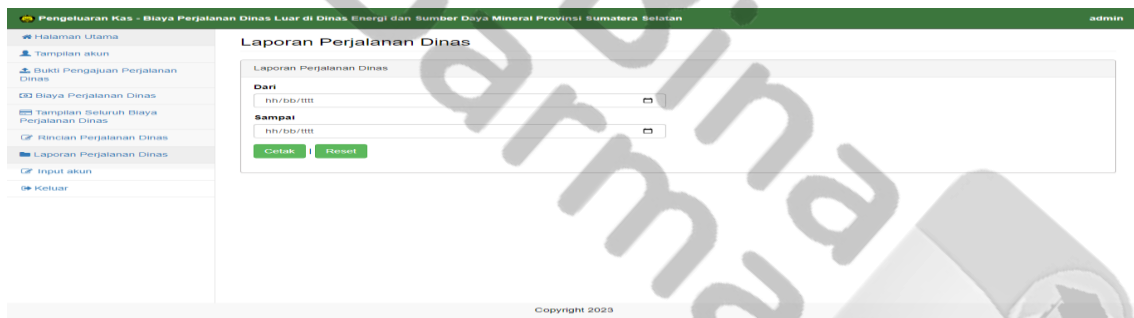 Pengeluaran Kas - Biaya Perjalanan Dinas Luar di Dinas Energi dan Sumber Daya Mineral Provinsi Sumatera Selatan
admin
Halaman Utama
Tampilan akun
Bukti Pengajuan Perjalanan
Dinas
Biaya Perjalanan Dinas
Tampilan Seluruh Biaya
Perjalanan Dinas
Rincian Perjalanan Dinas
Laporan Perjalanan Dinas
Input akun
Keluar
Laporan Perjalanan Dinas
Laporan Perjalanan Dinas
Dari
hh/bb/tttt
Sampai
hh/bb/tttt
Cetak | Reset
Copyright 2023
arma